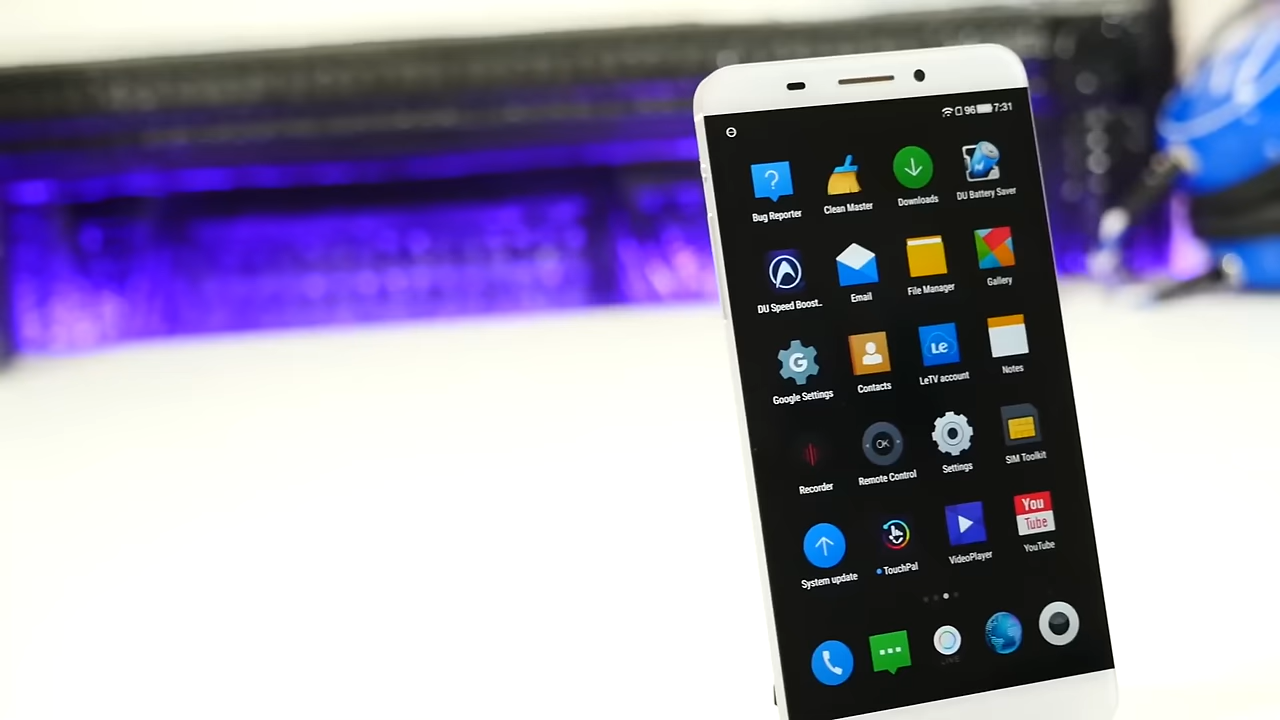 96 7:31
?
Bug Reporter
Clean Master
Downloads
DU Battery Saver
DU Speed Boost..
Email
File Manager
Gallery
G
Le
Google Settings
Contacts
LeTV account
Notes
OK
Recorder
Remote Control
Settings
SIM Toolkit
You
Tube
System update
TouchPal
VideoPlayer
YouTube
LIVE